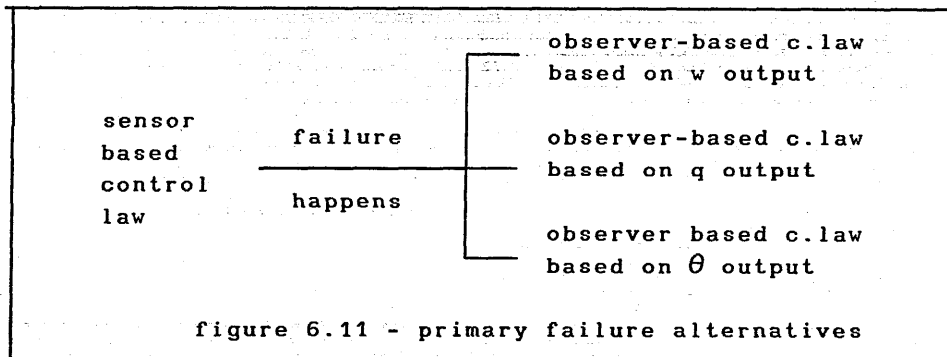 sensor
based
control
law
failure
happens
observer-based c.law
based on w output
observer-based c.law
based on q output
observer based c.law
based on θ output
figure 6.11 - primary failure alternatives